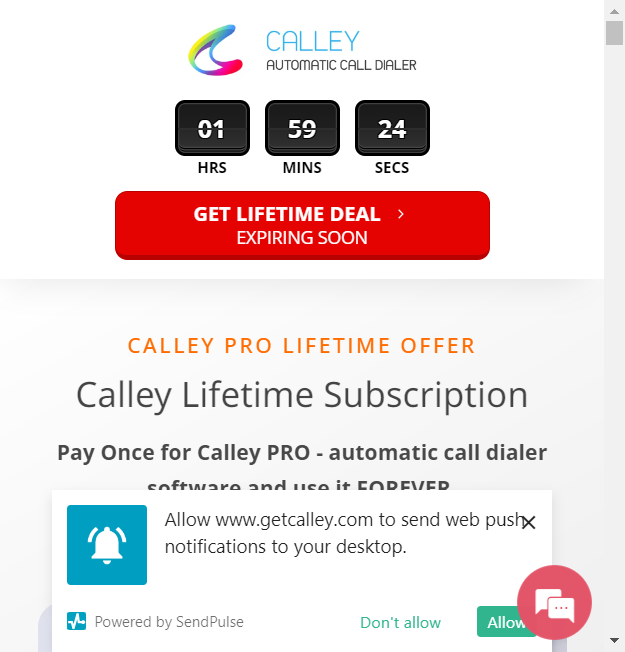 CALLEY
AUTOMATIC CALL DIALER
01 59 24
HRS MINS SECS
GET LIFETIME DEAL
EXPIRING SOON
CALLEY PRO LIFETIME OFFER
Calley Lifetime Subscription
Pay Once for Calley PRO - automatic call dialer
software and use it FOREVER
Allow www.getcalley.com to send web push
notifications to your desktop.
Powered by SendPulse
Don't allow
Allow